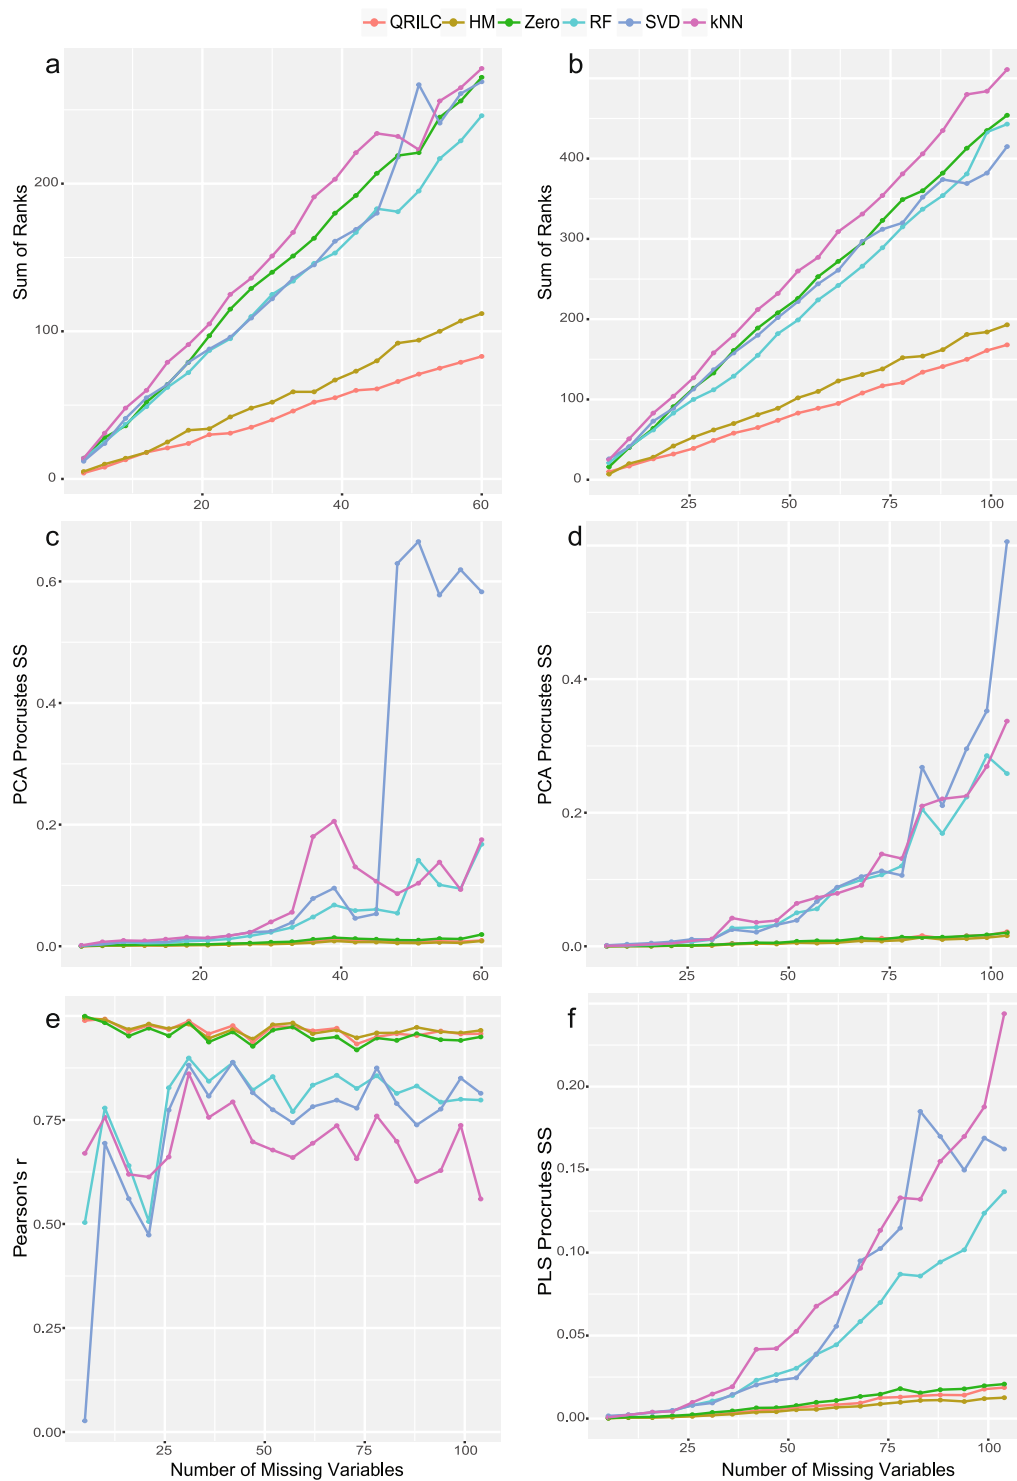 QRILC HM Zero RF SVD kNN
a
Sum of Ranks
200
100
0
20 40 60
b
Sum of Ranks
400
300
200
100
0
25 50 75 100
c
PCA Procrustes SS
0.6
0.4
0.2
0.0
20 40 60
d
PCA Procrustes SS
0.4
0.2
0.0
25 50 75 100
e
Pearson's r
0.75
0.50
0.25
0.00
25 50 75 100
Number of Missing Variables
f
PLS Procrutes SS
0.20
0.15
0.10
0.05
0.00
25 50 75 100
Number of Missing Variables